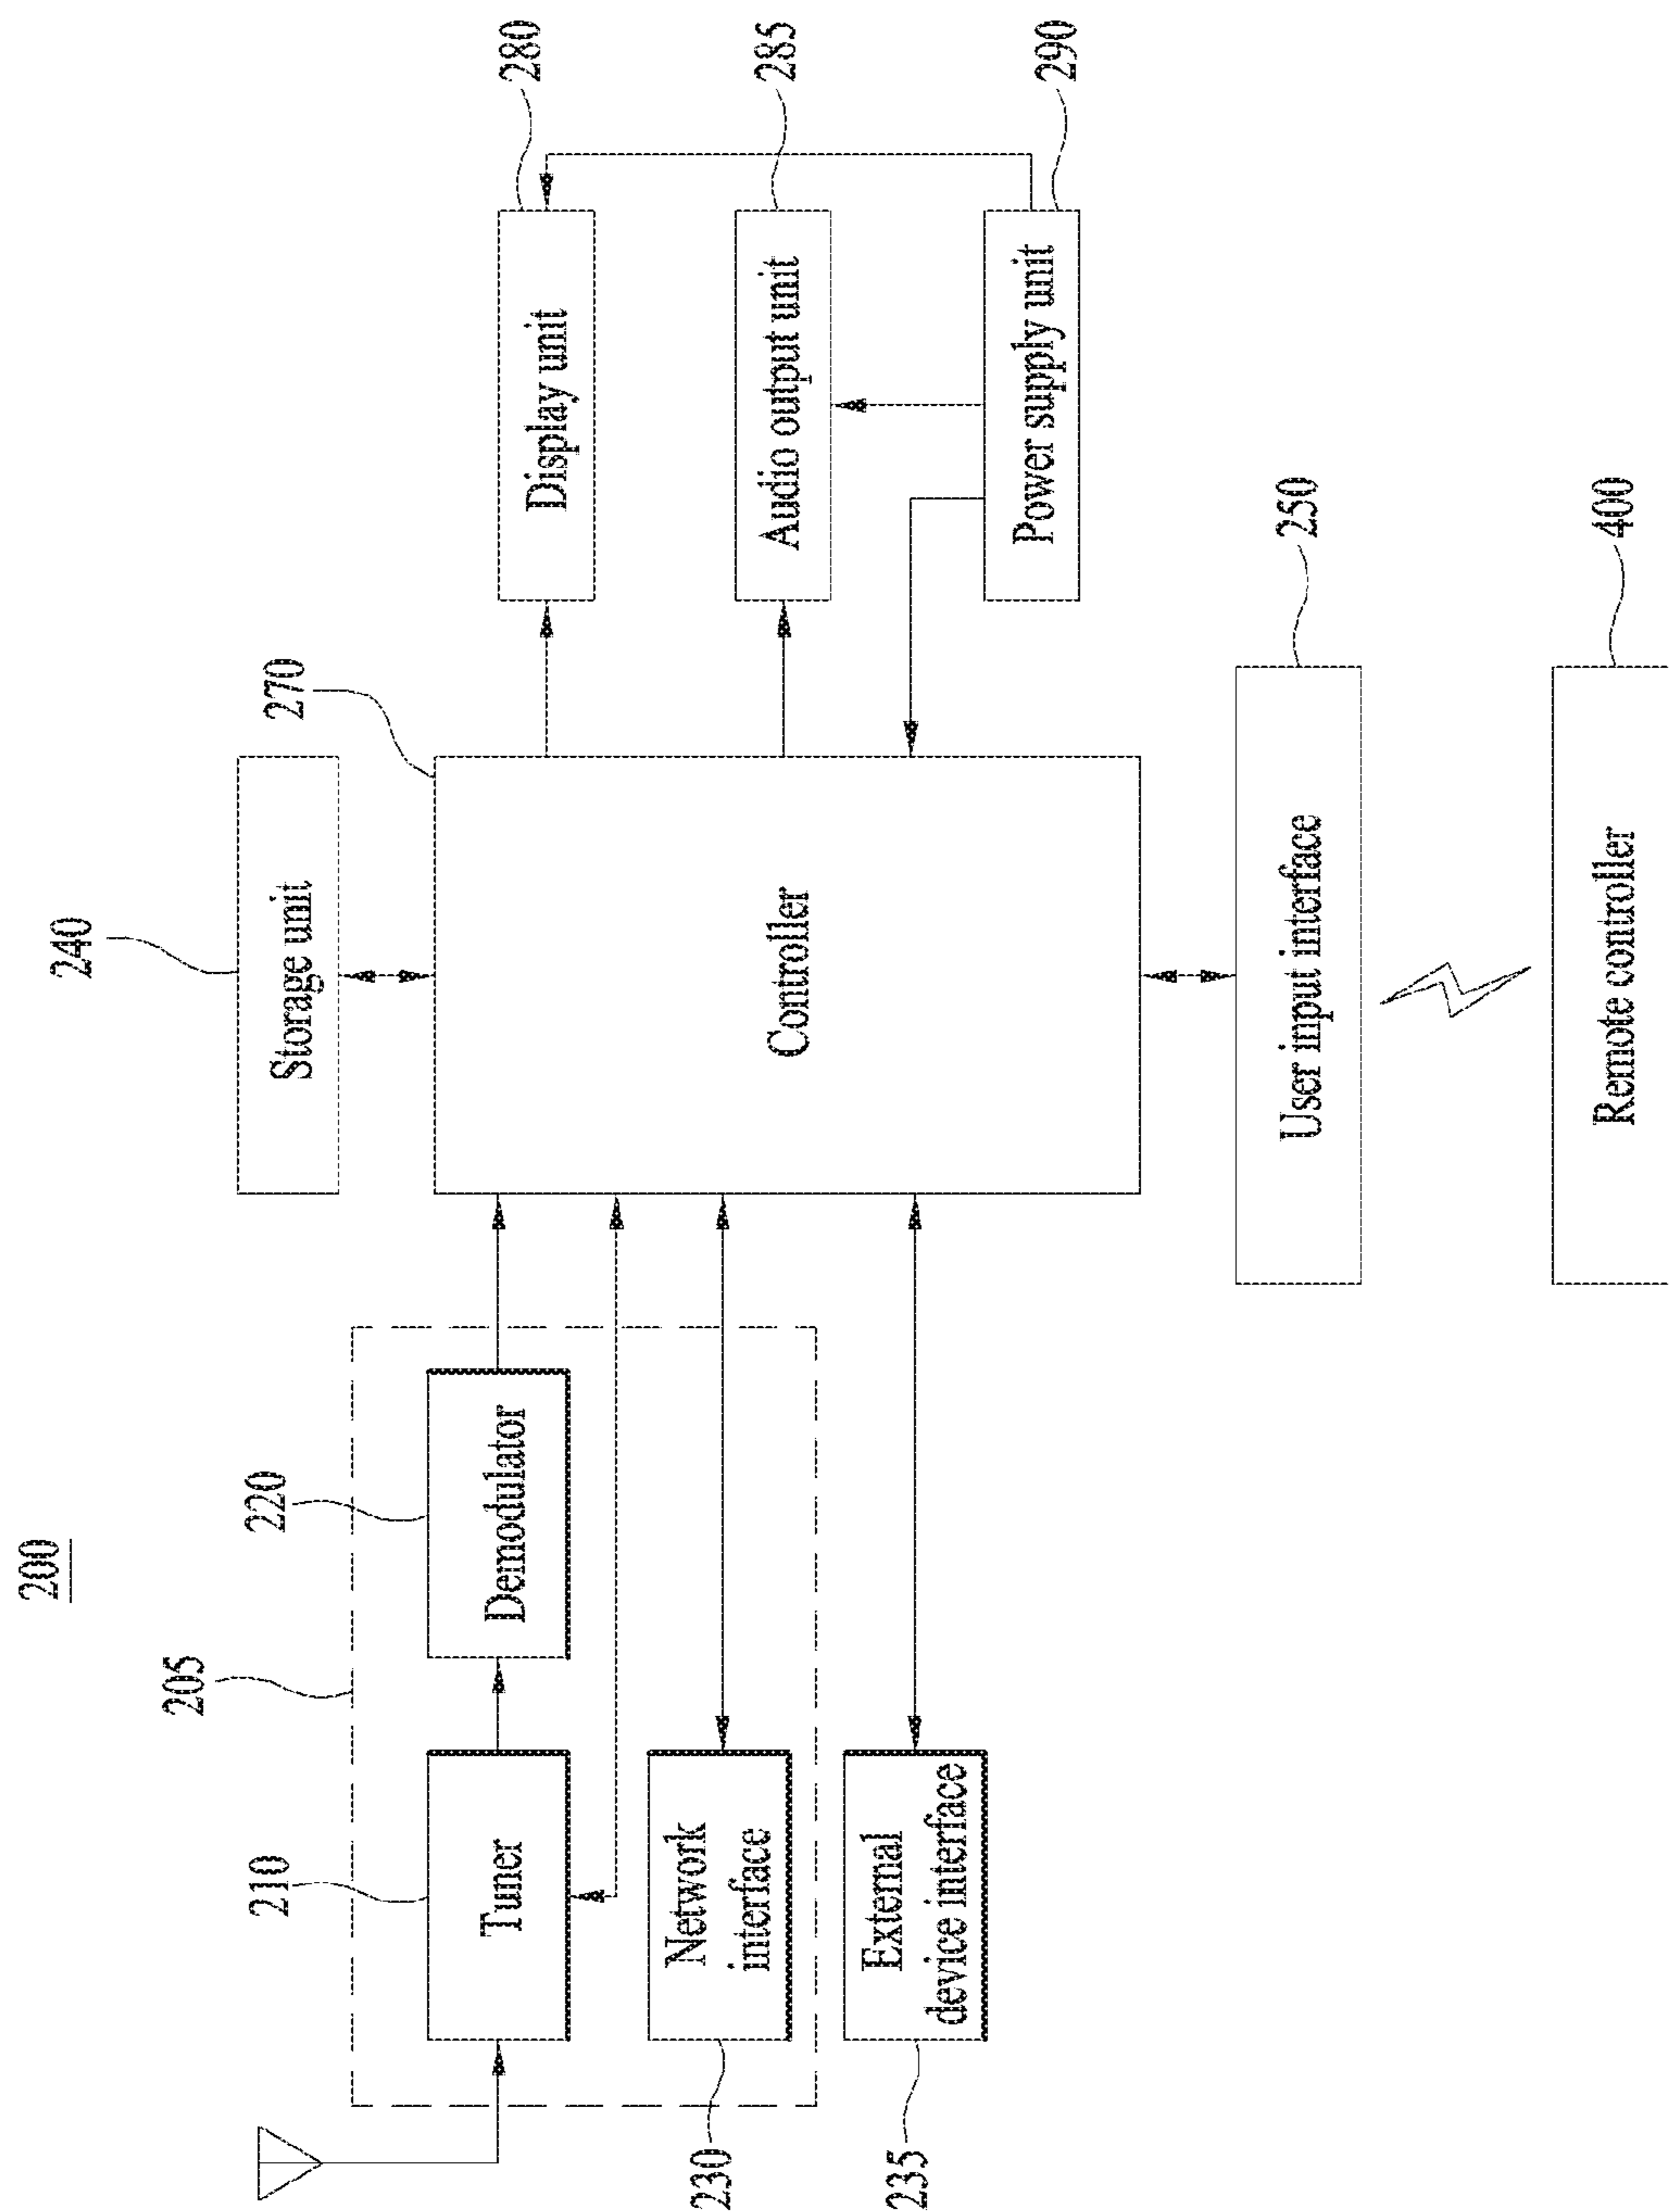 200
240
Storage unit
205
220
210
270
280
Demodulator
Tuner
Display unit
Controller
Network
interface
230
285
Audio output unit
External
device interface
235
290
Power supply unit
User input interface
250
Remote controller
400